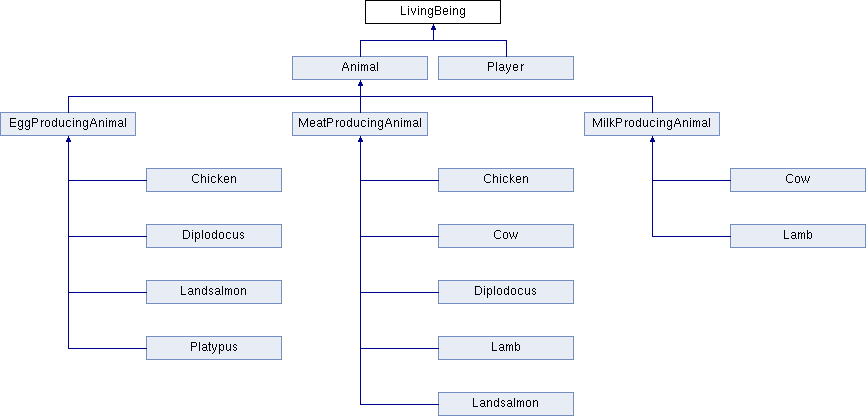 LivingBeing
Animal
Player
EggProducingAnimal
MeatProducingAnimal
MilkProducingAnimal
Chicken
Chicken
Cow
Diplodocus
Cow
Lamb
Landsalmon
Diplodocus
Platypus
Lamb
Landsalmon